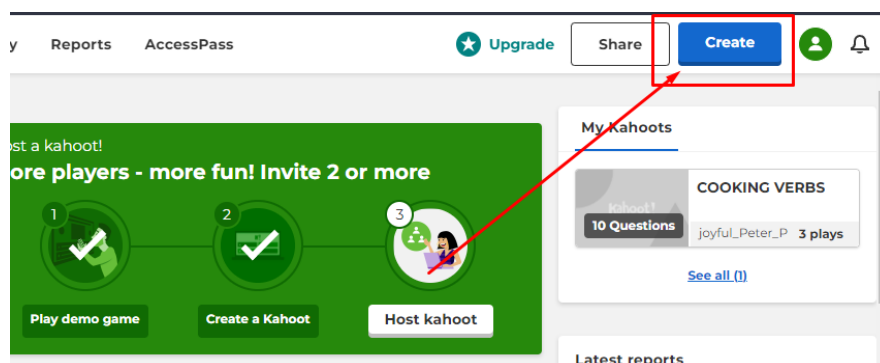 y Reports AccessPass Upgrade Share Create
ost a kahoot!
ore players - more fun! Invite 2 or more
1 2 3
Play demo game Create a Kahoot Host kahoot
My Kahoots
Kahoot!
10 Questions
COOKING VERBS
joyful_Peter_P 3 plays
See all (1)
Latest reports